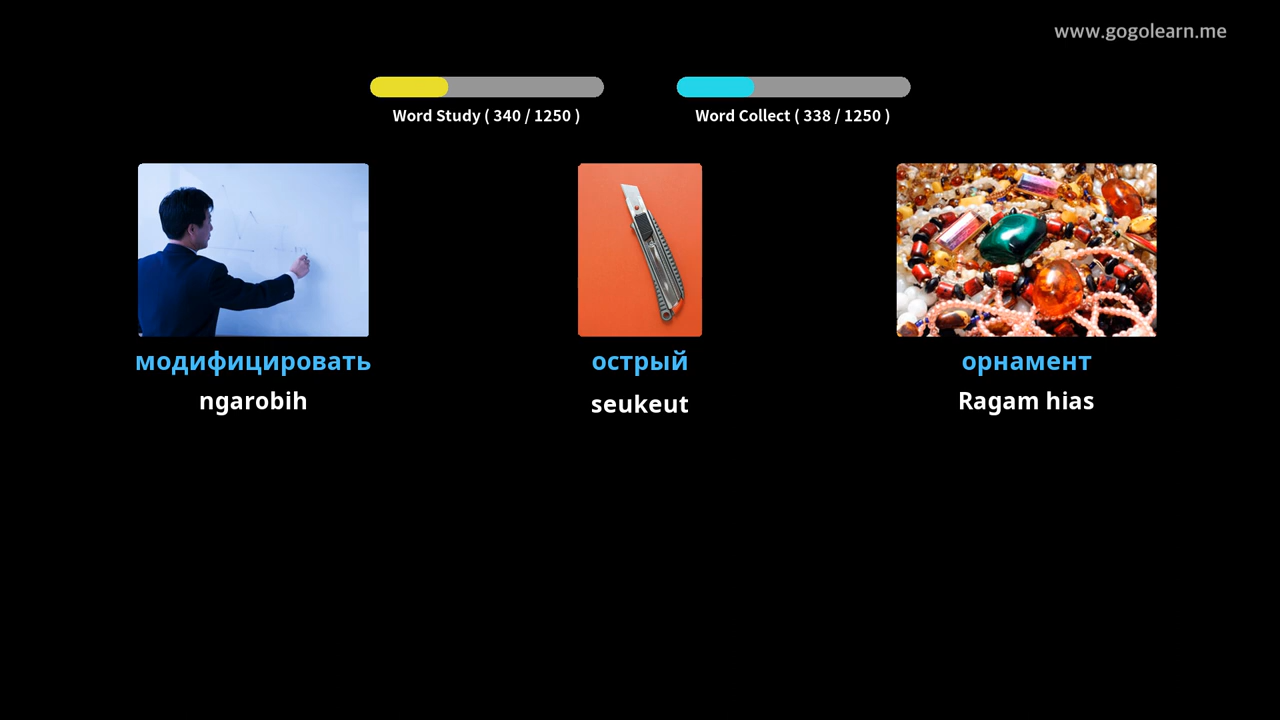 www.gogolearn.me
Word Study ( 340 / 1250 )
Word Collect ( 338 / 1250 )
модифицировать
острый
орнамент
ngarobih
seukeut
Ragam hias